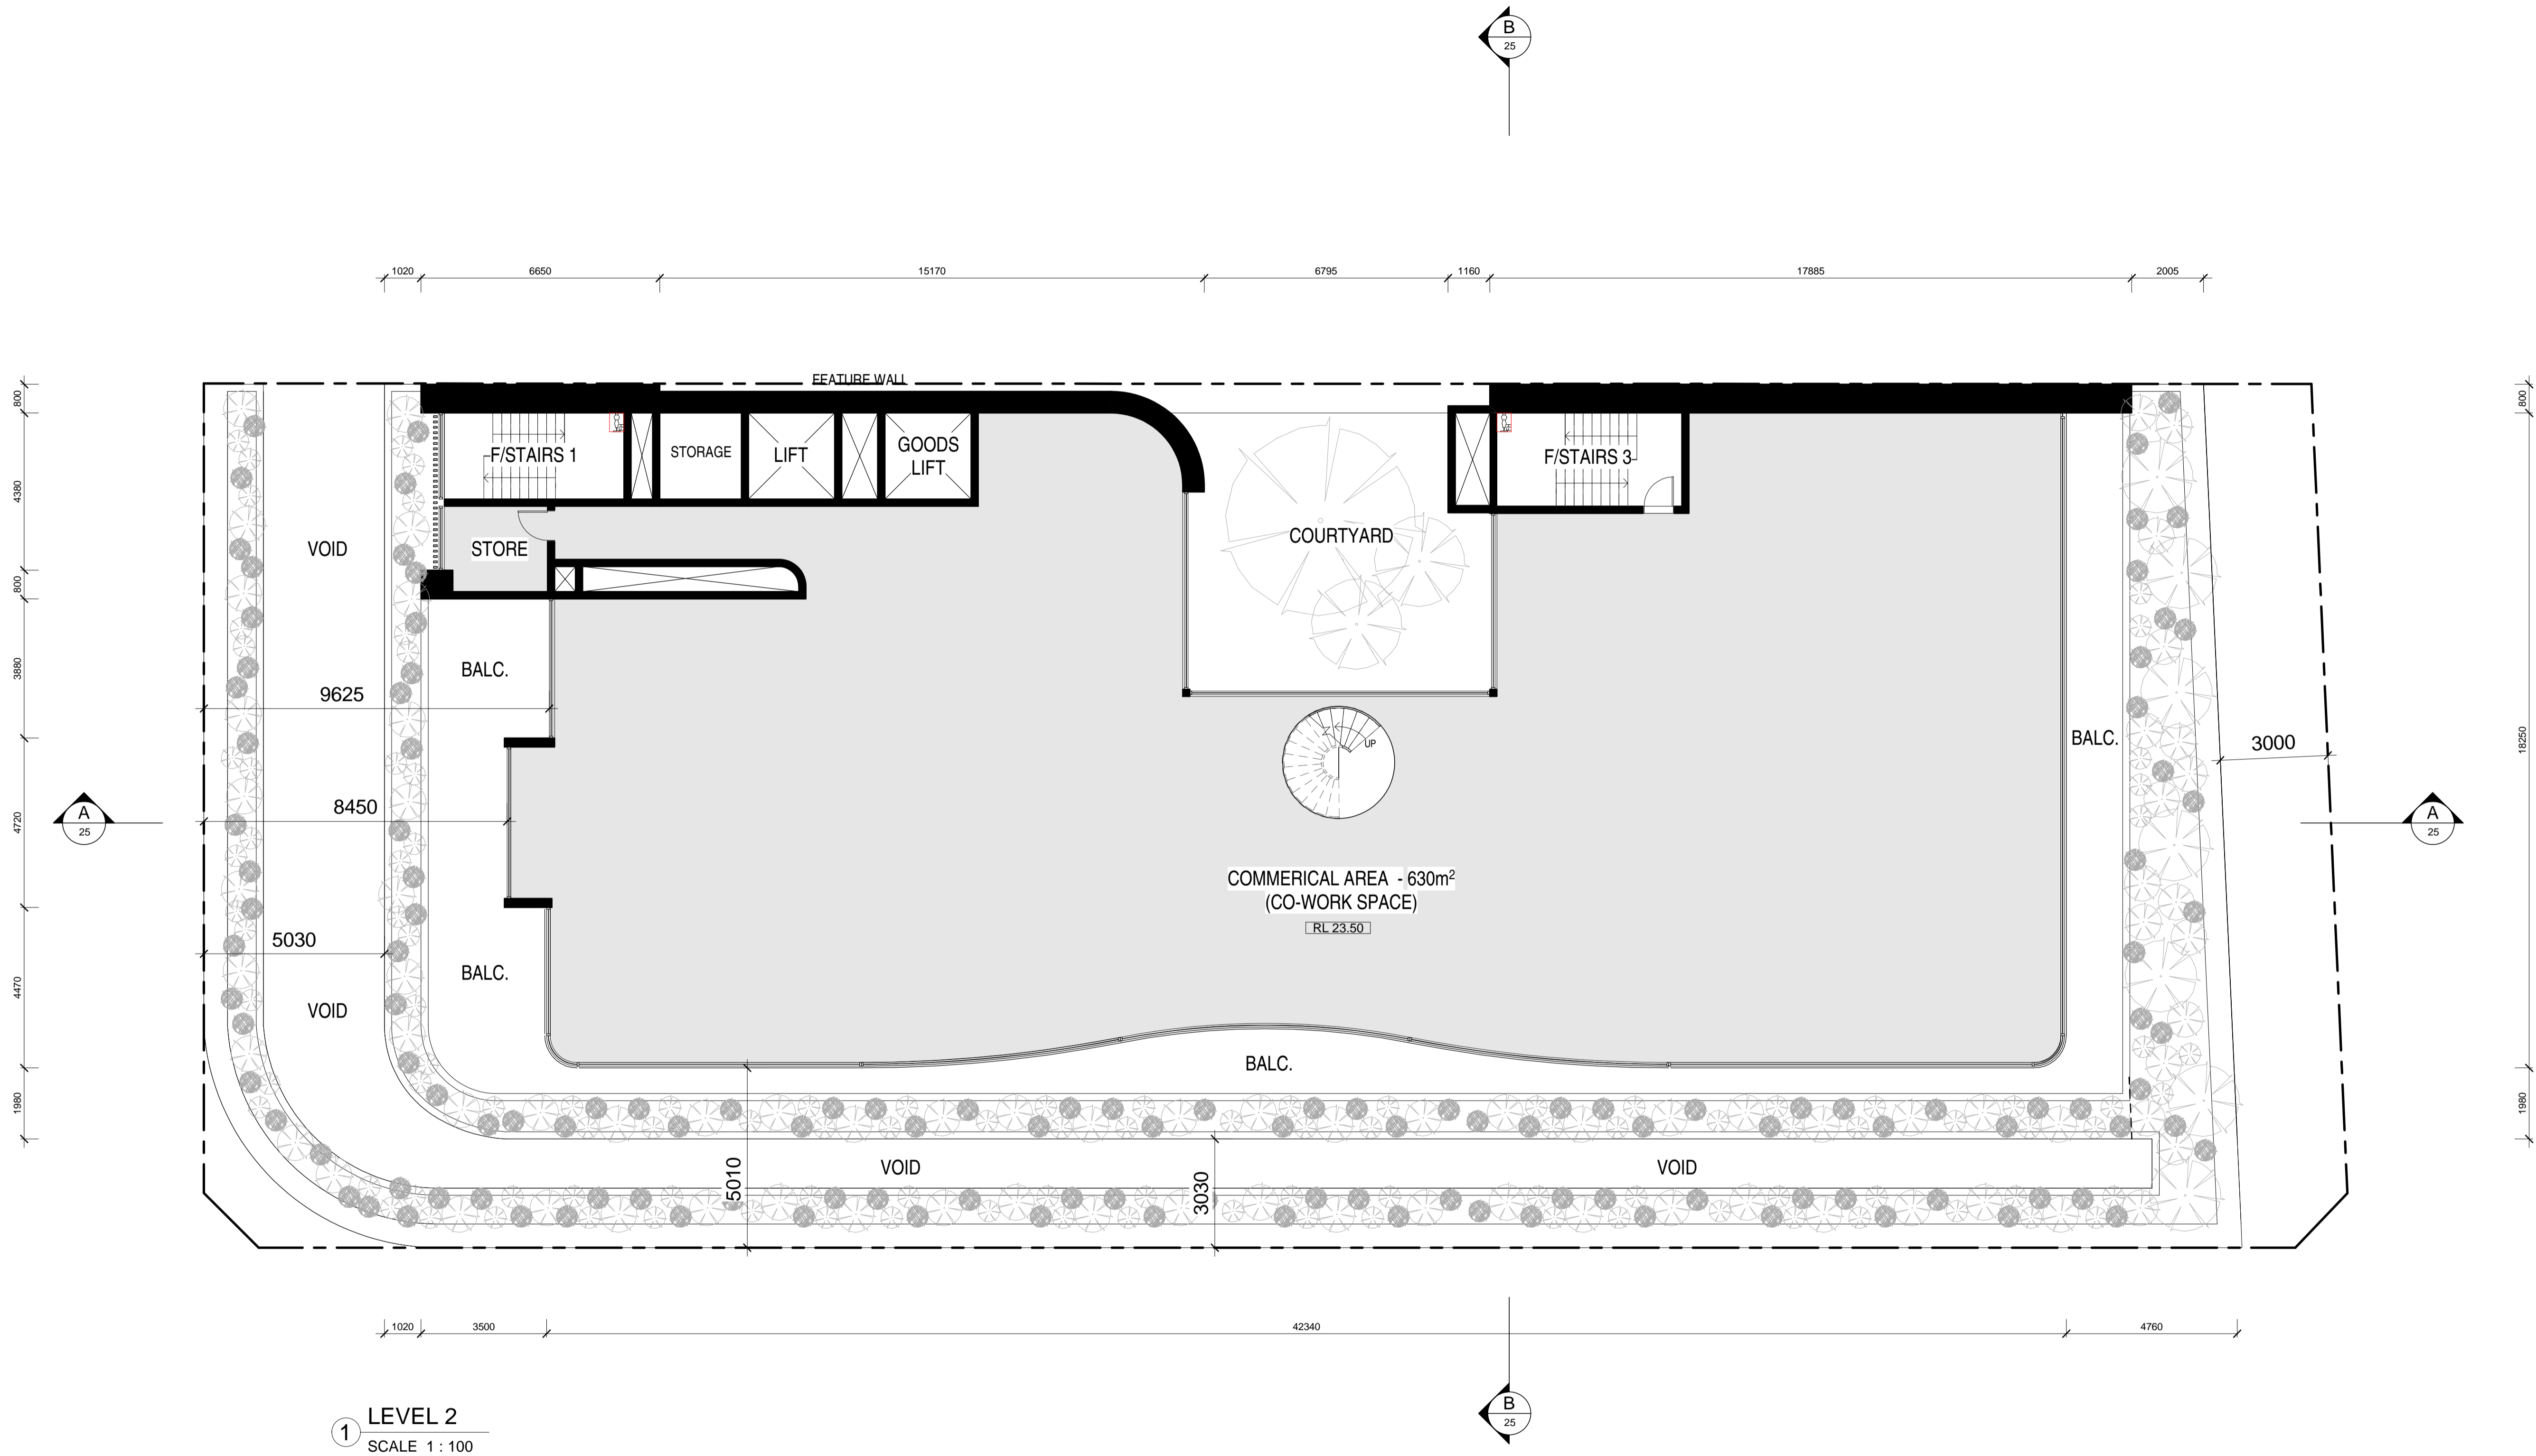 B
25
1020
6650
15170
6795
1160
17885
2005
FEATURE WALL
800
4380
800
3880
4720
4470
1980
800
18250
1980
F/STAIRS 1
STORAGE
LIFT
GOODS
LIFT
F/STAIRS 3
COURTYARD
VOID
STORE
BALC.
9625
UP
BALC.
3000
8450
A
25
A
25
COMMERICAL AREA - 630m²
(CO-WORK SPACE)
RL 23.50
5030
BALC.
VOID
BALC.
VOID
VOID
5010
3030
1020
3500
42340
4760
B
25
1
LEVEL 2
SCALE 1 : 100